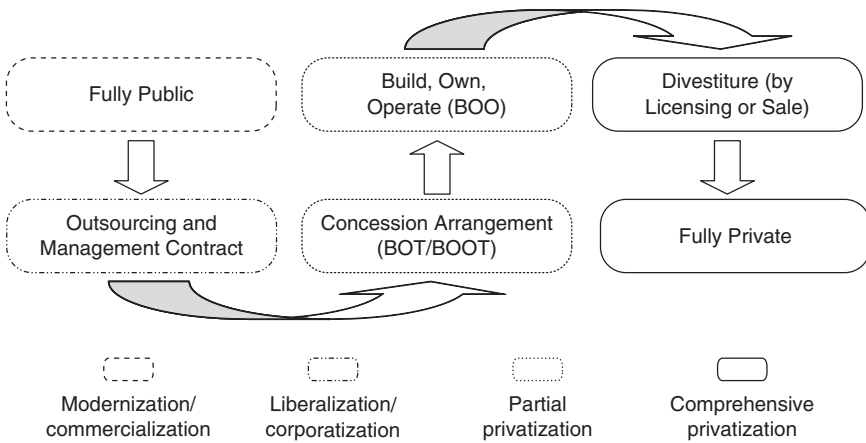 Fully Public
Build, Own,
Operate (BOO)
Divestiture (by
Licensing or Sale)
Outsourcing and
Management Contract
Concession Arrangement
(BOT/BOOT)
Fully Private
Modernization/
commercialization
Liberalization/
corporatization
Partial
privatization
Comprehensive
privatization